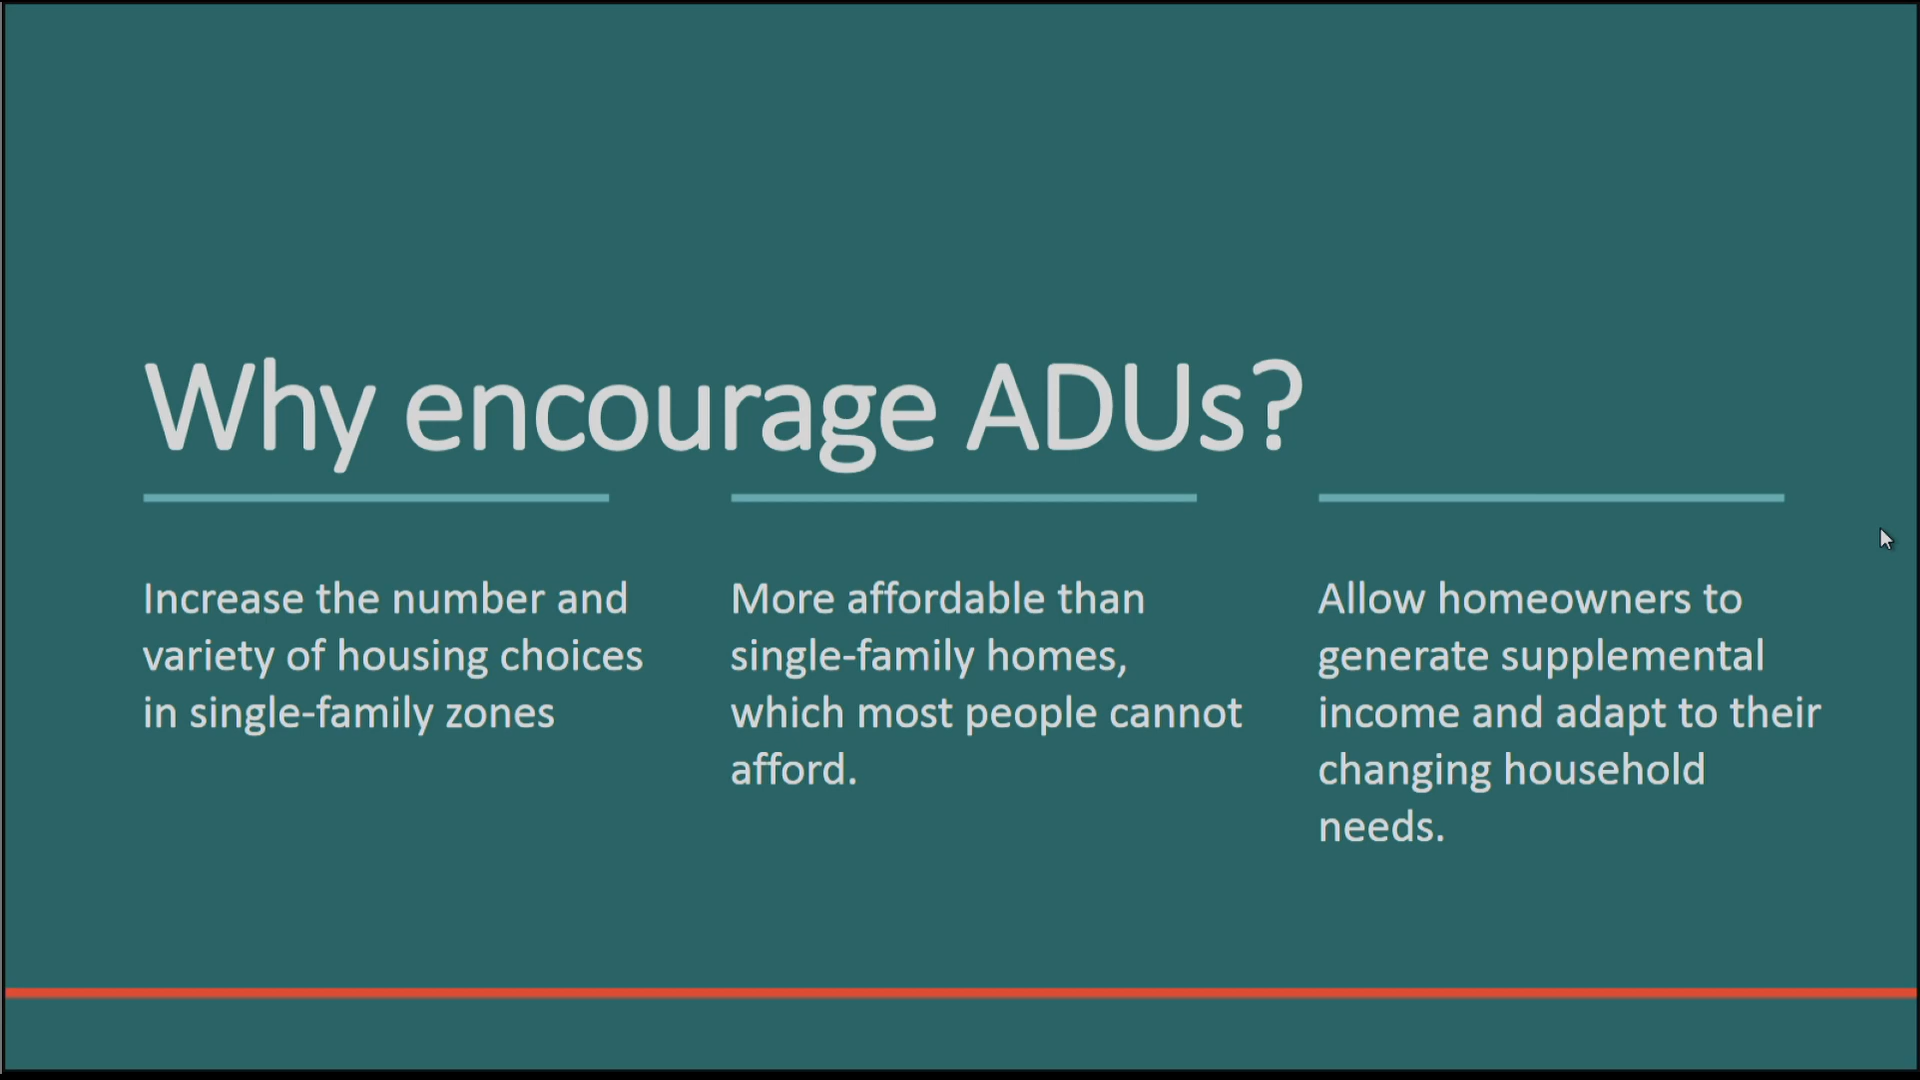 Why encourage ADUs?
Increase the number and
variety of housing choices
in single-family zones
More affordable than
single-family homes,
which most people cannot
afford.
Allow homeowners to
generate supplemental
income and adapt to their
changing household
needs.